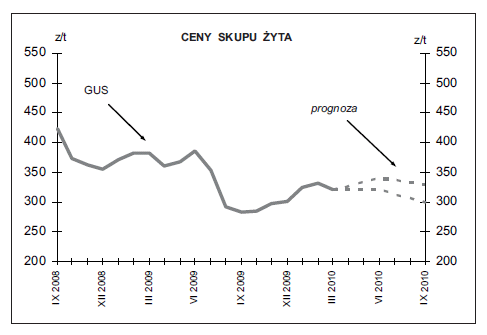 CENY SKUPU ŻYTA
z/t
z/t
550
550
500
500
450
450
400
400
350
350
300
300
250
250
200
200
GUS
prognoza
IX 2008
XII 2008
III 2009
VI 2009
IX 2009
XII 2009
III 2010
VI 2010
IX 2010